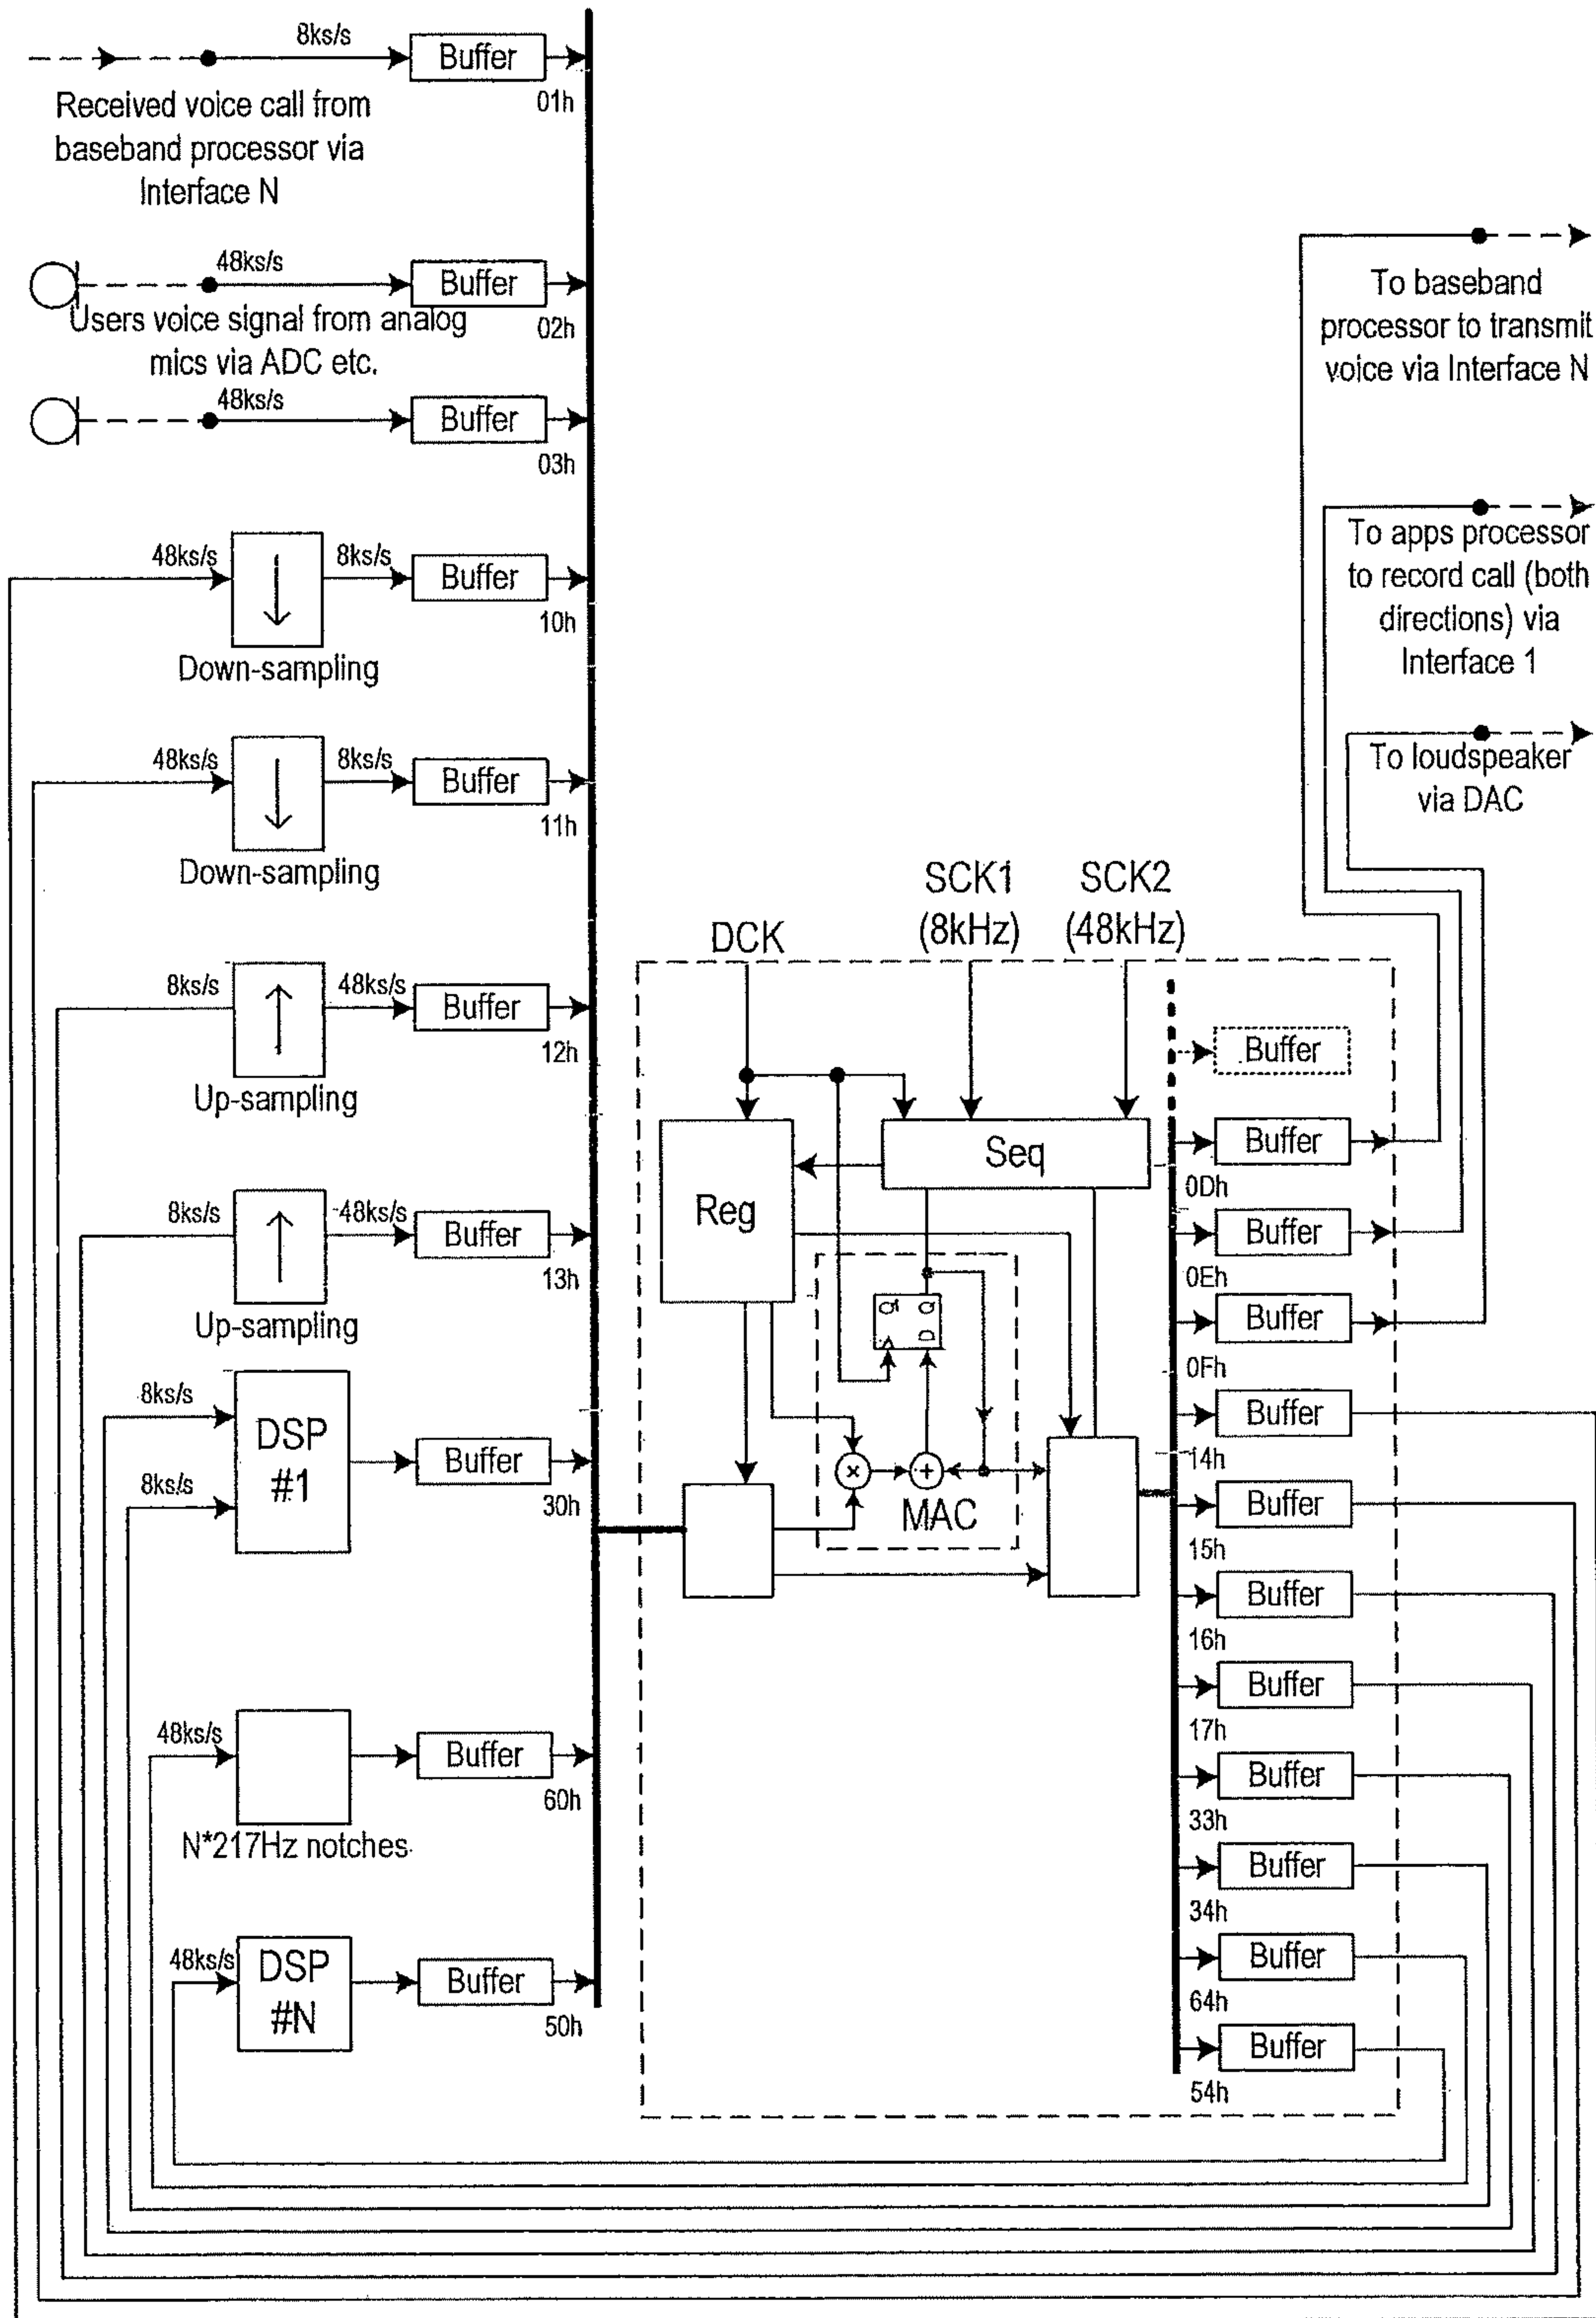 8ks/s
Buffer
01h
Received voice call from
baseband processor via
Interface N
48ks/s
Buffer
02h
Users voice signal from analog
mics via ADC etc.
48ks/s
Buffer
03h
To baseband
processor to transmit
voice via Interface N
To apps processor
to record call (both
directions) via
Interface 1
To loudspeaker
via DAC
48ks/s
8ks/s
Buffer
10h
Down-sampling
48ks/s
8ks/s
Buffer
11h
Down-sampling
8ks/s
48ks/s
Buffer
12h
Up-sampling
8ks/s
48ks/s
Buffer
13h
Up-sampling
8ks/s
8ks/s
DSP
#1
Buffer
30h
48ks/s
Buffer
60h
N*217Hz notches
48ks/s
DSP
#N
Buffer
50h
DCK
SCK1
(8kHz)
SCK2
(48kHz)
Reg
Seq
Q
D
MAC
Buffer
Buffer
0Dh
Buffer
0Eh
Buffer
0Fh
Buffer
14h
Buffer
15h
Buffer
16h
Buffer
17h
Buffer
33h
Buffer
34h
Buffer
64h
Buffer
54h